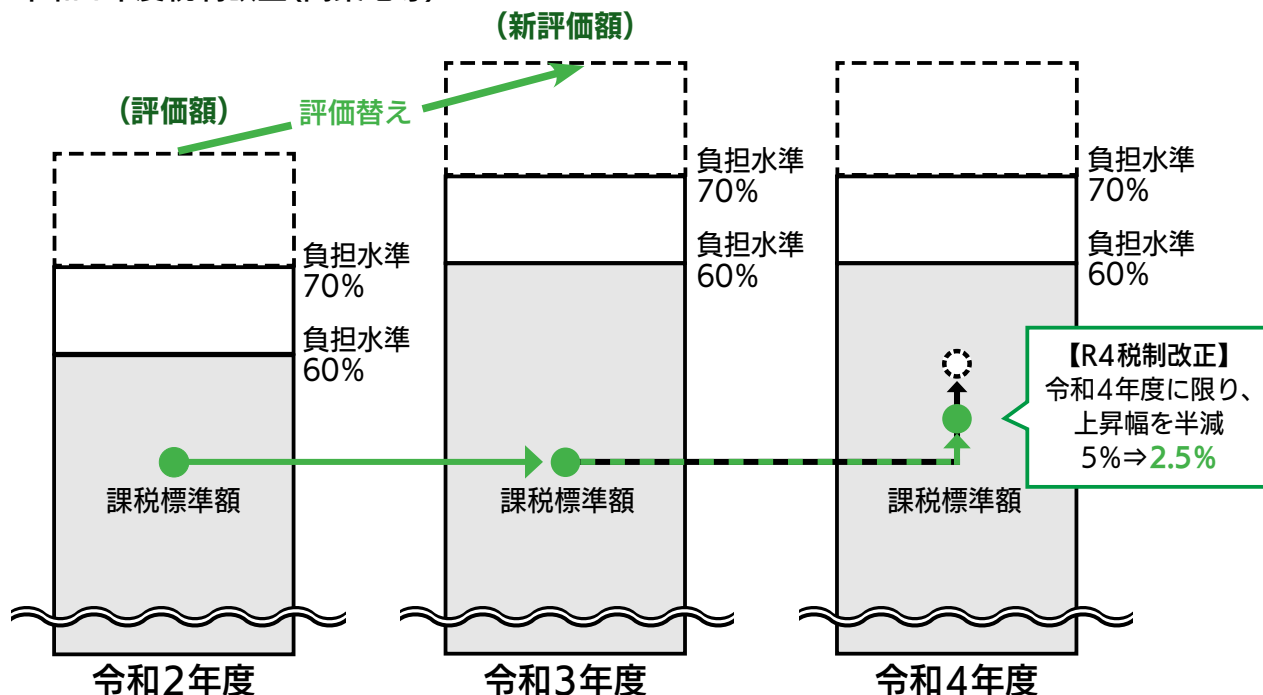 (新評価額)
(評価額)
評価替え
負担水準
70%
負担水準
60%
負担水準
70%
負担水準
60%
負担水準
70%
負担水準
60%
【R4税制改正】
令和4年度に限り、
上昇幅を半減
5%⇒2.5%
課税標準額
課税標準額
課税標準額
令和2年度
令和3年度
令和4年度